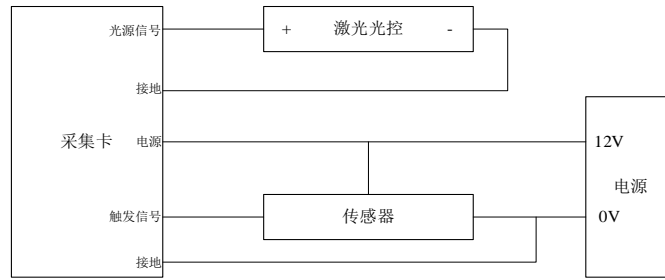 光源信号
+ 激光光控 -
接地
采集卡
电源
12V
电源
触发信号
传感器
0V
接地